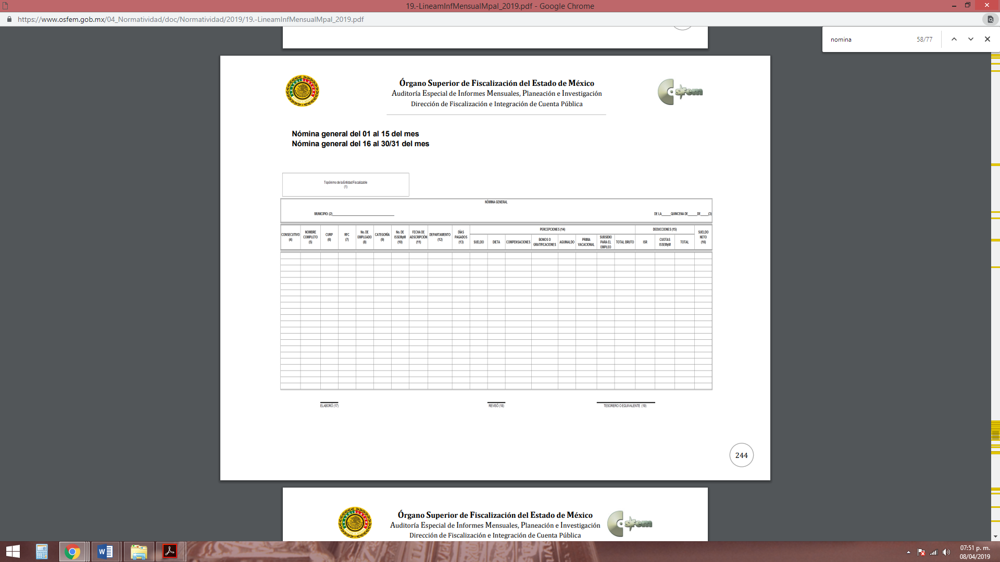 19.-LineamInfMensualMpal_2019.pdf - Google Chrome
https://www.osfem.gob.mx/04_Normatividad/doc/Normatividad/2019/19.-LineamInfMensualMpal_2019.pdf
nomina 58/77
Órgano Superior de Fiscalización del Estado de México
Auditoría Especial de Informes Mensuales, Planeación e Investigación
Dirección de Fiscalización e Integración de Cuenta Pública
osfem
Nómina general del 01 al 15 del mes
Nómina general del 16 al 30/31 del mes
Topónimo de la Entidad Fiscalizable
(1)
NÓMINA GENERAL
MUNICIPIO: (2)____ DE LA____QUINCENA DE____DE____(3)
CONSECUTIVO (4) NOMBRE COMPLETO (5) CURP (6) RFC (7) No. DE EMPLEADO (8) CATEGORÍA (9) No. DE ISSEMyM (10) FECHA DE ADSCRIPCIÓN (11) DEPARTAMENTO (12) DÍAS PAGADOS (13) PERCEPCIONES (14) DEDUCCIONES (15) SUELDO NETO (16)
SUELDO DIETA COMPENSACIONES BONOS O GRATIFICACIONES AGUINALDO PRIMA VACACIONAL SUBSIDIO PARA EL EMPLEO TOTAL BRUTO ISR CUOTAS ISSEMyM TOTAL
ELABORÓ (17) REVISÓ (18) TESORERO O EQUIVALENTE (19)
244
Órgano Superior de Fiscalización del Estado de México
Auditoría Especial de Informes Mensuales, Planeación e Investigación
Dirección de Fiscalización e Integración de Cuenta Pública
osfem
07:51 p. m.
08/04/2019